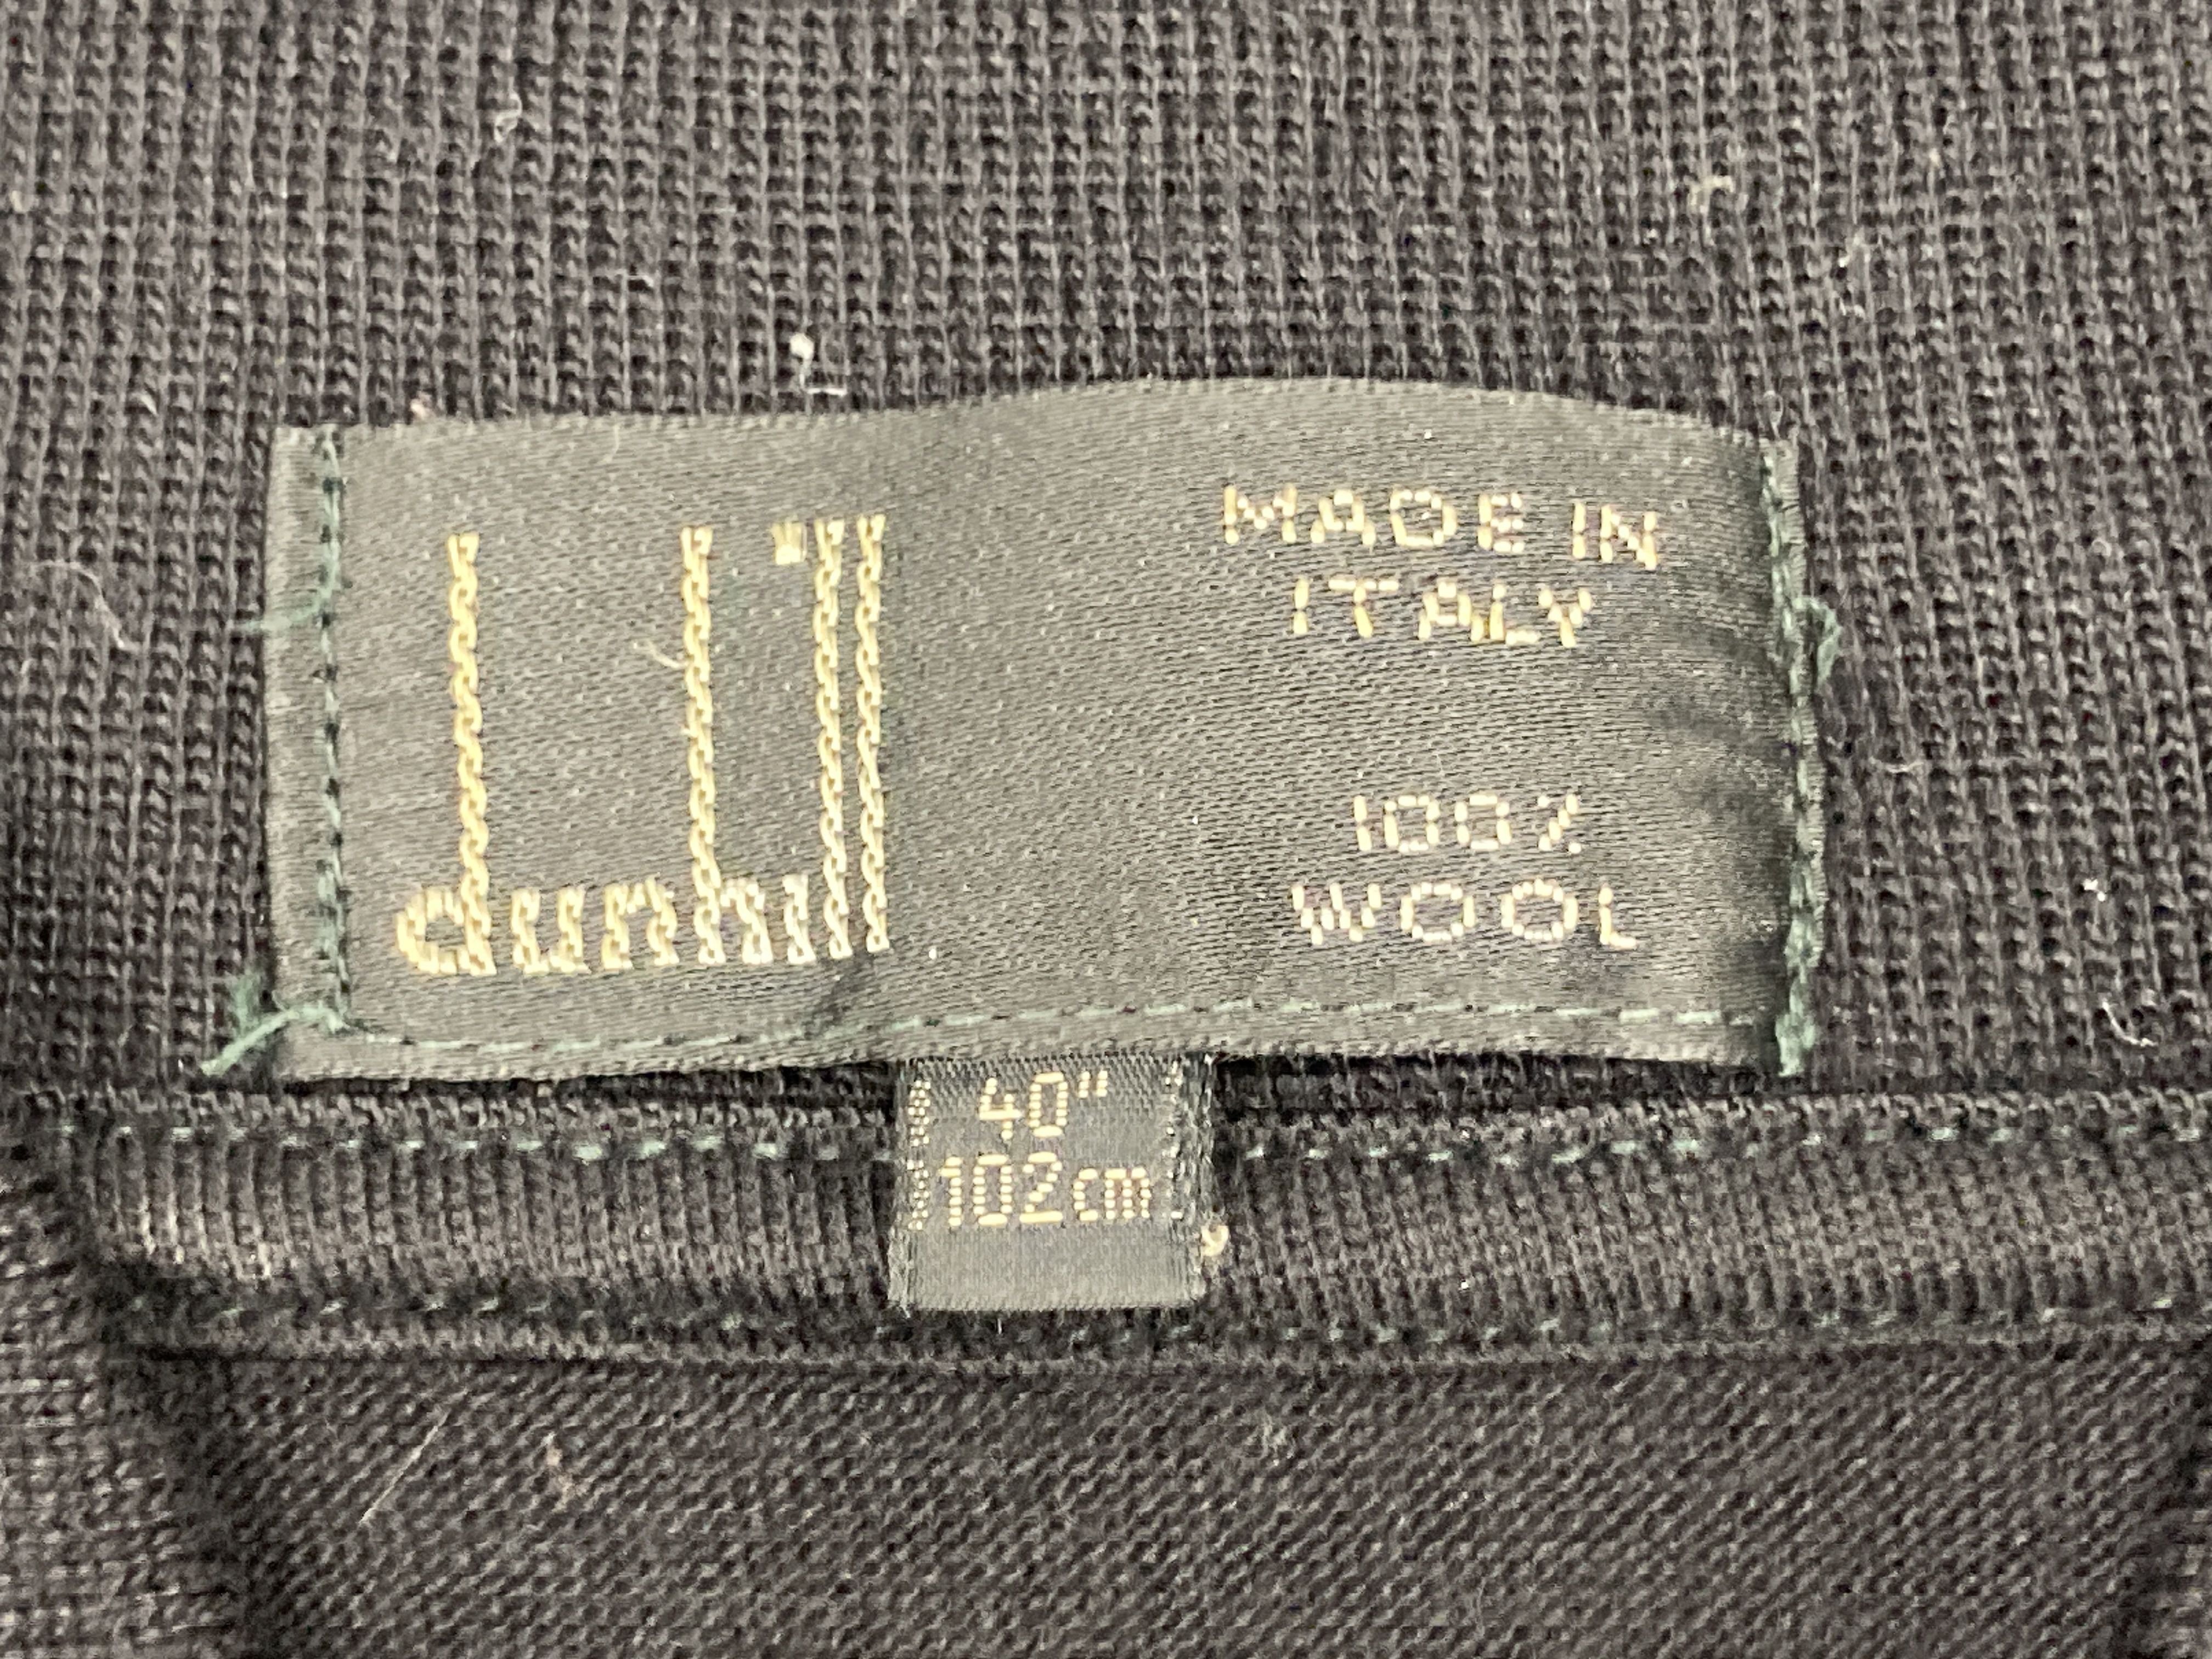 dunhill
MADE IN
ITALY
100%
WOOL
40"
102cm